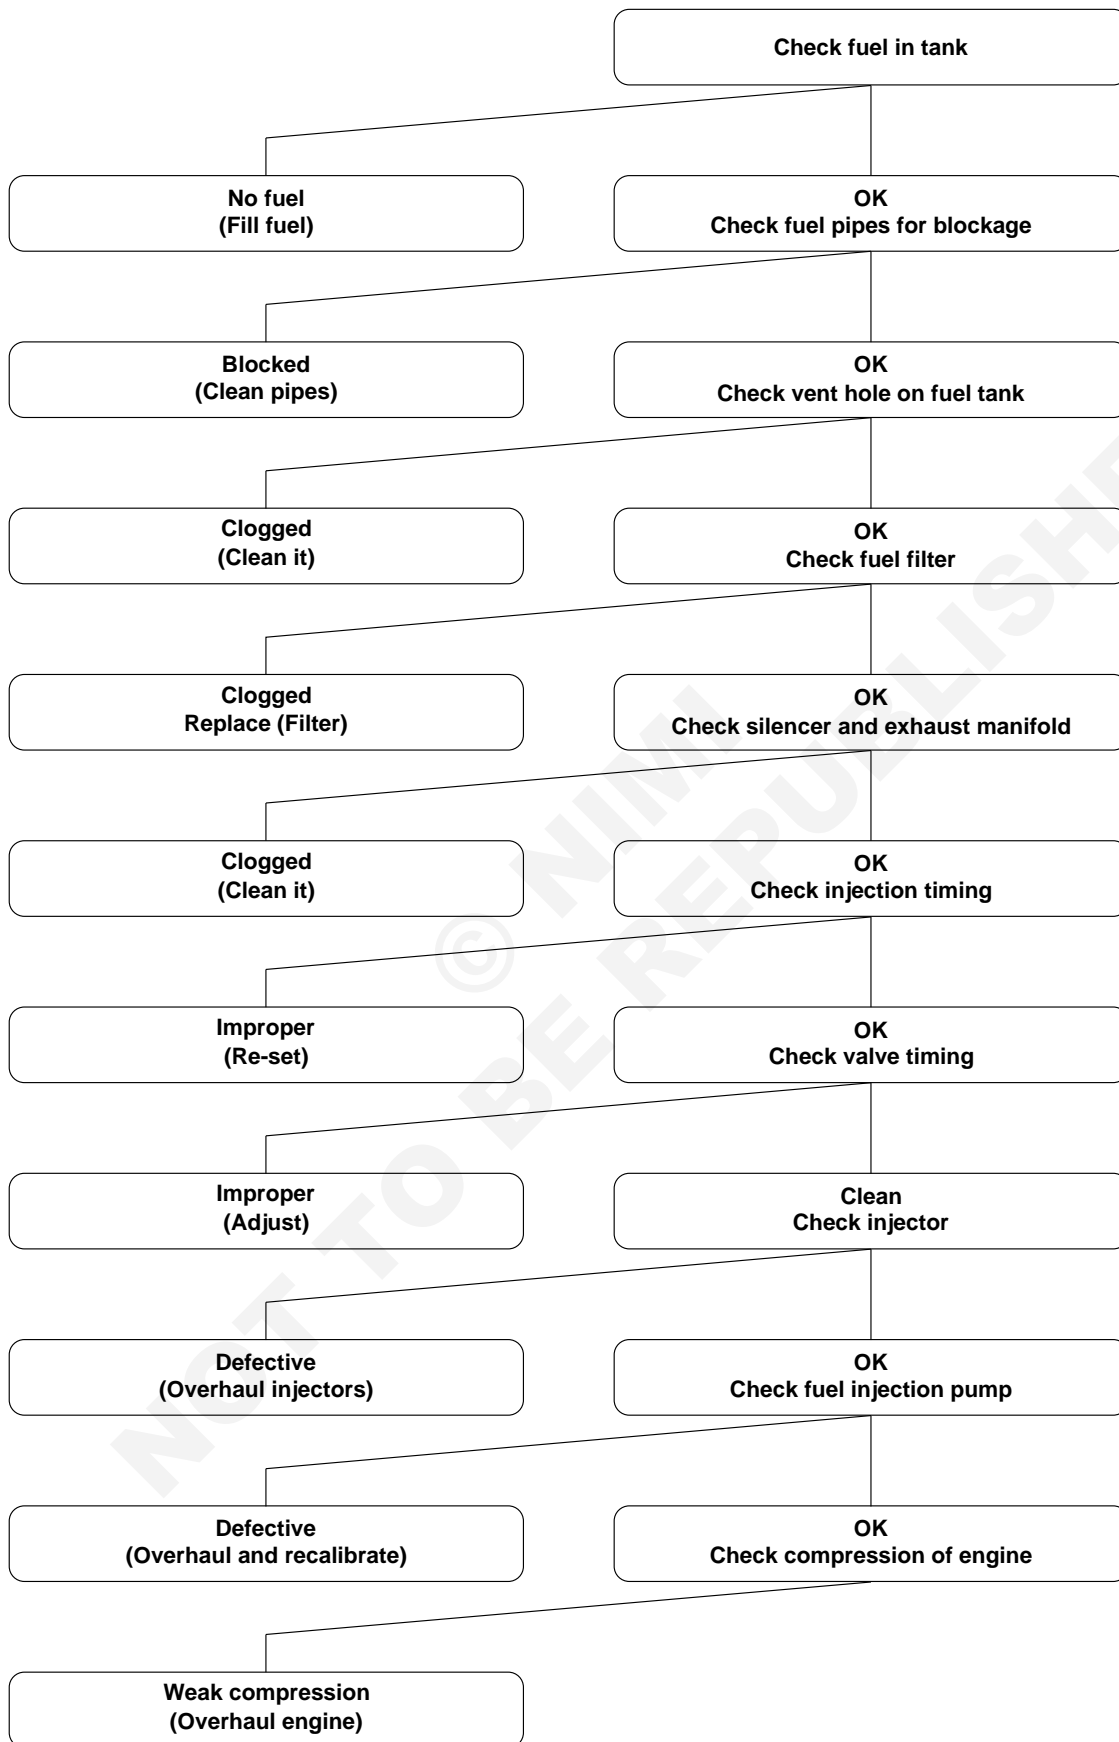 Check fuel in tank
No fuel
(Fill fuel)
OK
Check fuel pipes for blockage
Blocked
(Clean pipes)
OK
Check vent hole on fuel tank
Clogged
(Clean it)
OK
Check fuel filter
Clogged
Replace (Filter)
OK
Check silencer and exhaust manifold
Clogged
(Clean it)
OK
Check injection timing
Improper
(Re-set)
OK
Check valve timing
Improper
(Adjust)
Clean
Check injector
Defective
(Overhaul injectors)
OK
Check fuel injection pump
Defective
(Overhaul and recalibrate)
OK
Check compression of engine
Weak compression
(Overhaul engine)
© NIMI
NOT TO BE REPUBLISHE